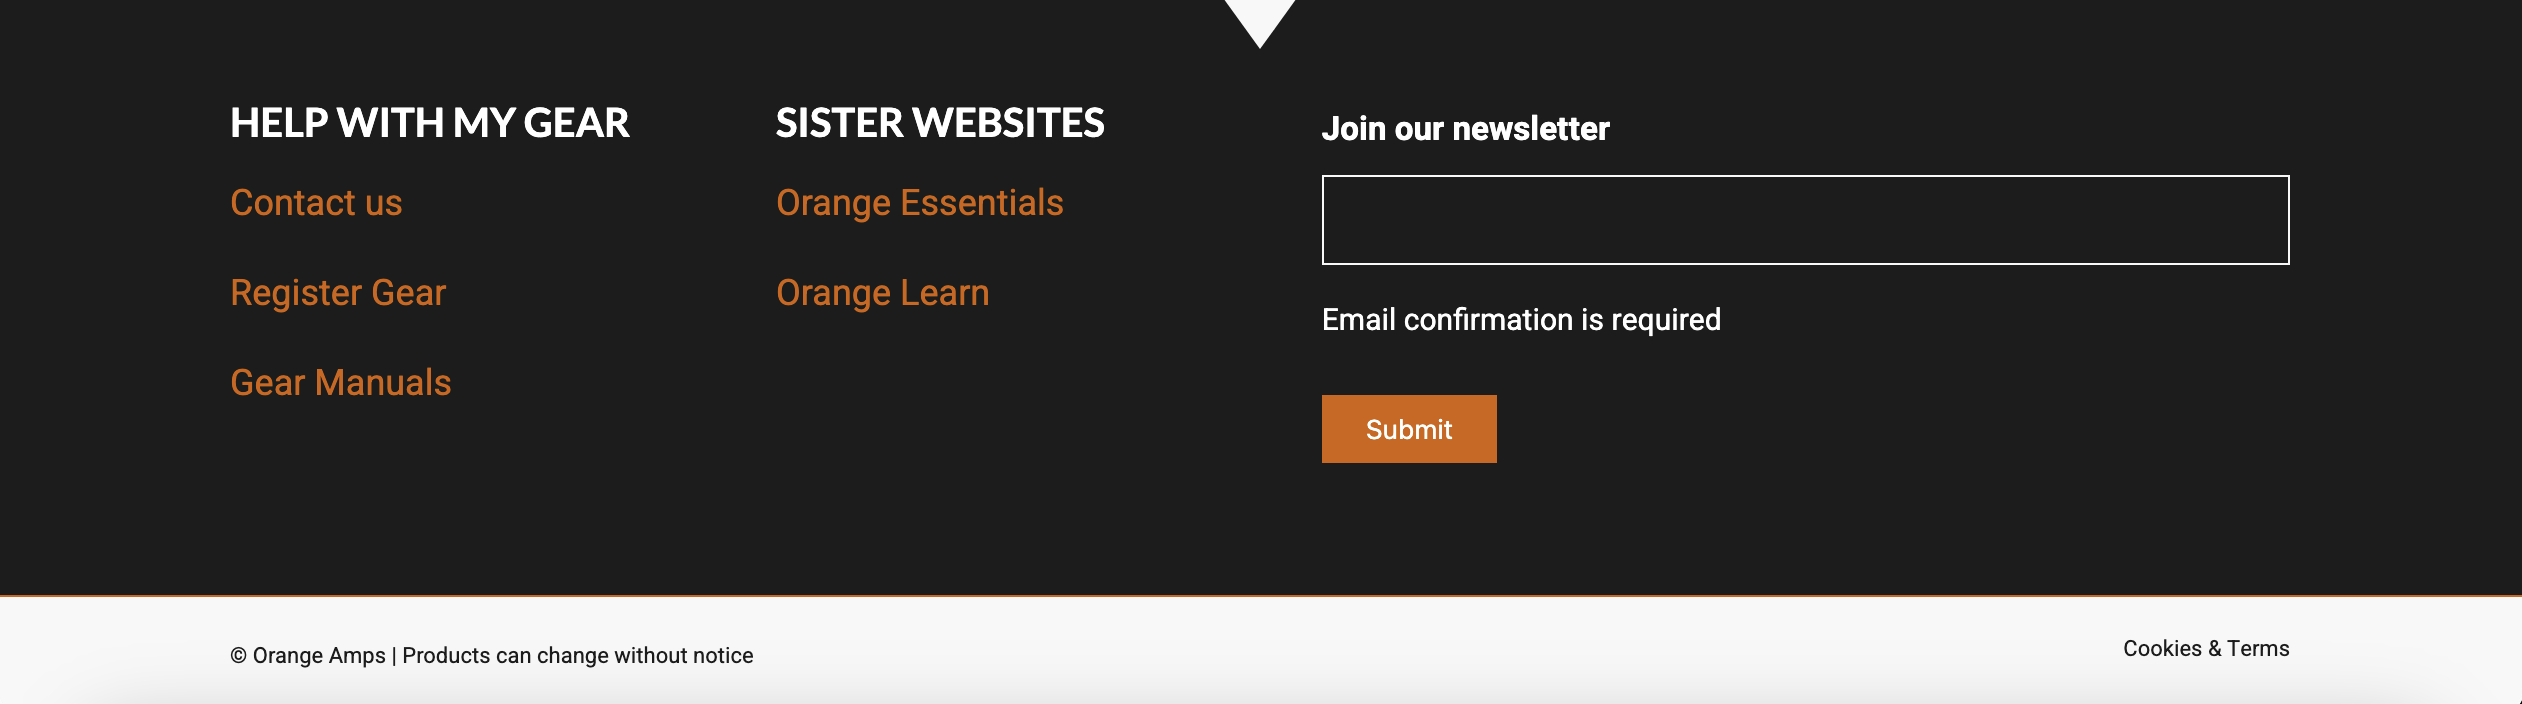 HELP WITH MY GEAR
Contact us
Register Gear
Gear Manuals
SISTER WEBSITES
Orange Essentials
Orange Learn
Join our newsletter
Email confirmation is required
Submit
© Orange Amps | Products can change without notice
Cookies & Terms